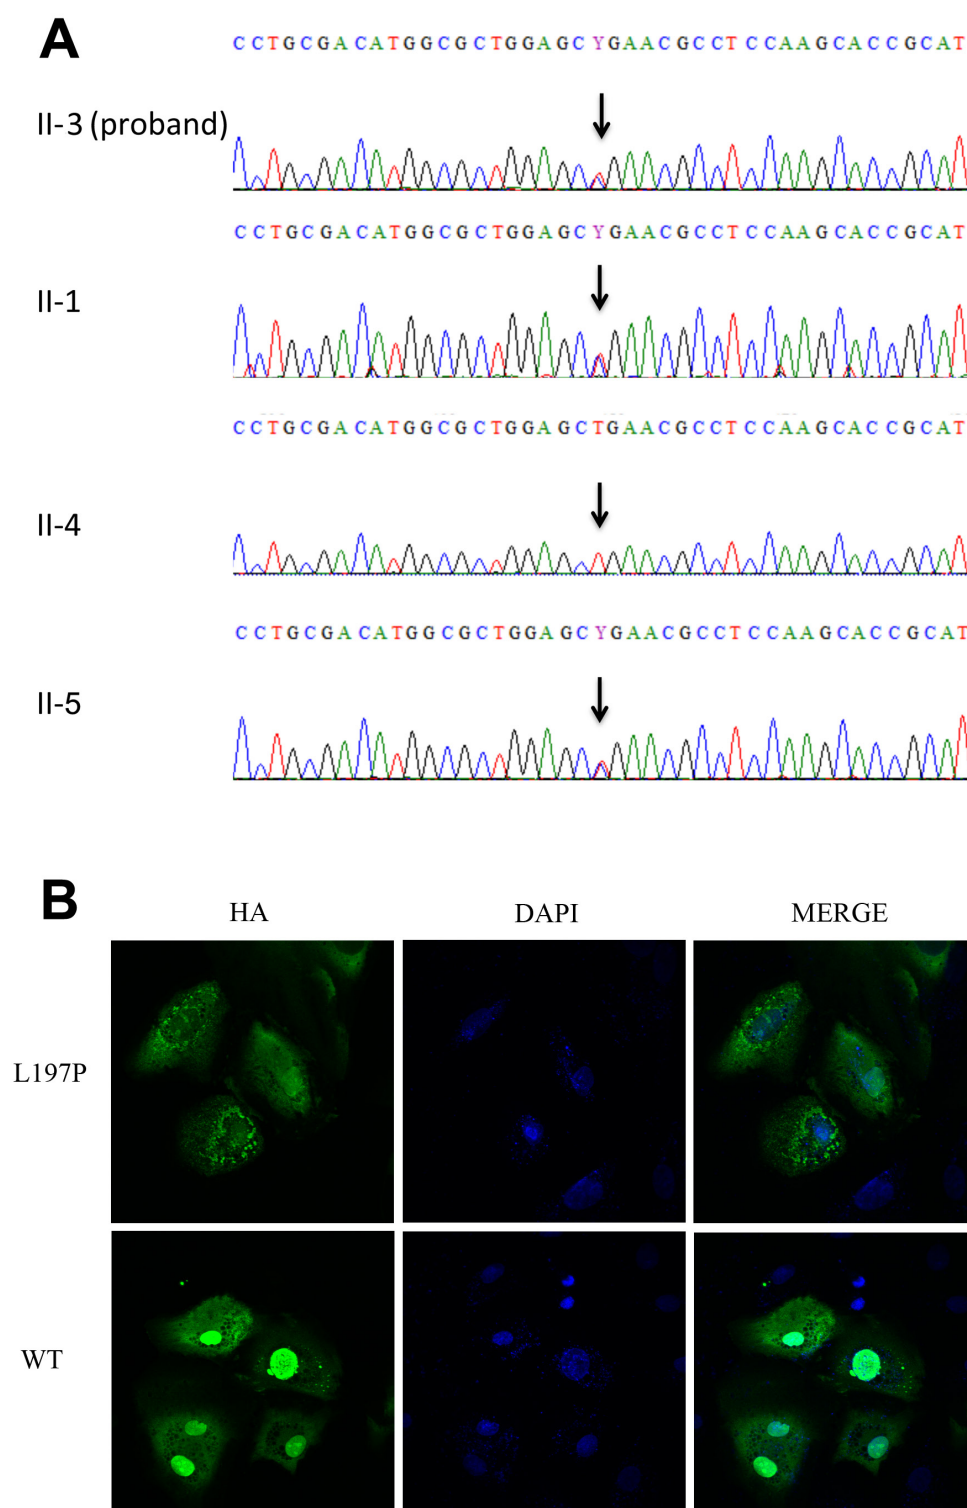 A
CCTGCGACATGGCGCTGGAGCYGAACGCCTCCAAGCACCGCAT
II-3 (proband)
CCTGCGACATGGCGCTGGAGCYGAACGCCTCCAAGCACCGCAT
II-1
CCTGCGACATGGCGCTGGAGCTGAACGCCTCCAAGCACCGCAT
II-4
CCTGCGACATGGCGCTGGAGCYGAACGCCTCCAAGCACCGCAT
II-5
B
HA DAPI MERGE
L197P
WT